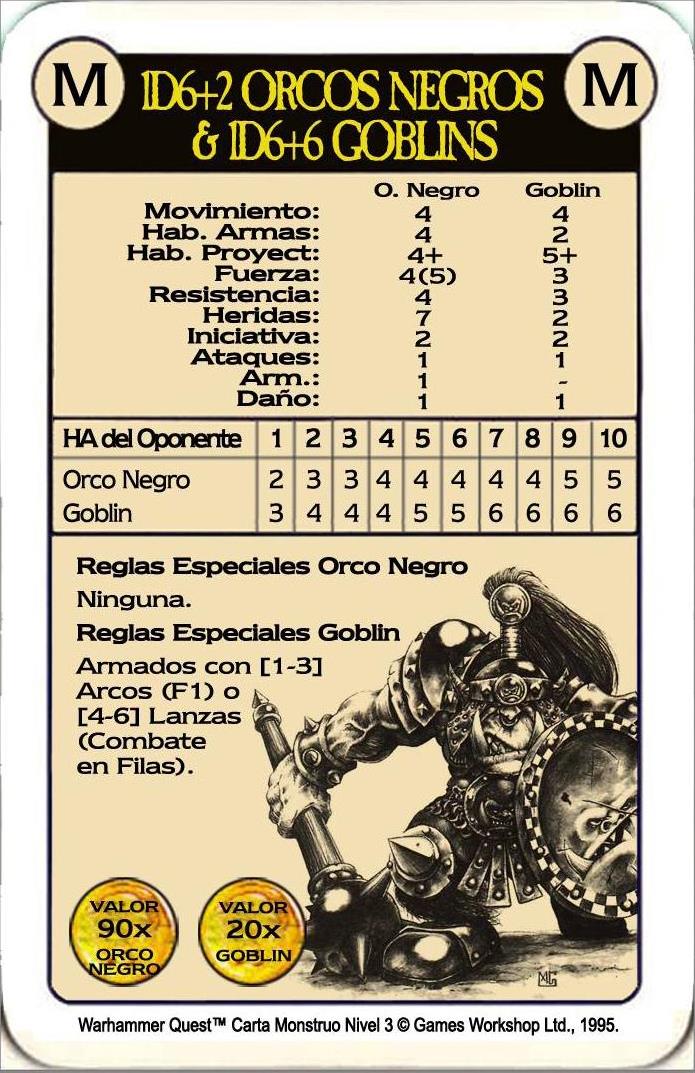 M 1D6+2 ORCOS NEGROS M
& 1D6+6 GOBLINS
O. Negro Goblin
Movimiento: 4 4
Hab. Armas: 4 2
Hab. Proyect: 4+ 5+
Fuerza: 4(5) 3
Resistencia: 4 3
Heridas: 7 2
Iniciativa: 2 2
Ataques: 1 1
Arm.: 1 -
Daño: 1 1
HA del Oponente 1 2 3 4 5 6 7 8 9 10
Orco Negro 2 3 3 4 4 4 4 4 5 5
Goblin 3 4 4 4 5 5 6 6 6 6
Reglas Especiales Orco Negro
Ninguna.
Reglas Especiales Goblin
Armados con [1-3]
Arcos (F1) o
[4-6] Lanzas
(Combate
en Filas).
VALOR
90x
ORCO
NEGRO
VALOR
20x
GOBLIN
MG
Warhammer Quest™ Carta Monstruo Nivel 3 © Games Workshop Ltd., 1995.